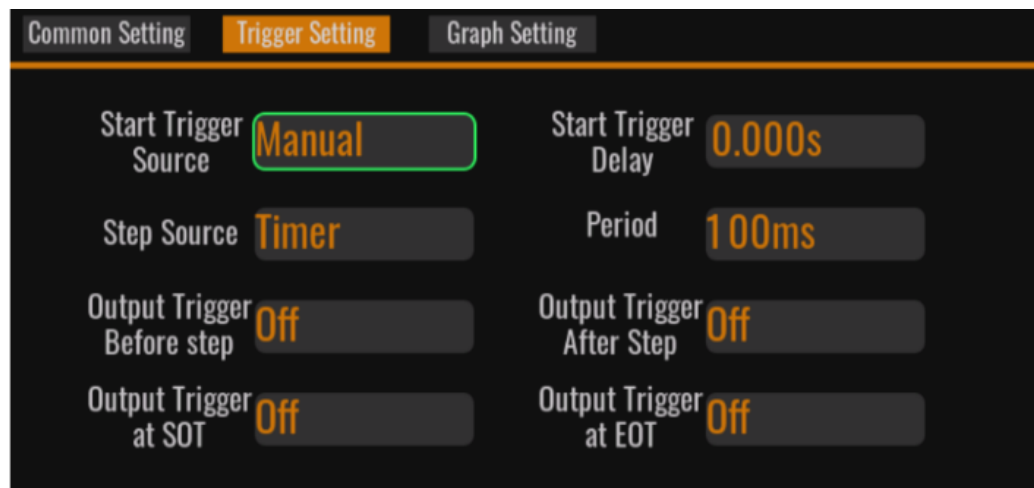 Common Setting Trigger Setting Graph Setting
Start Trigger
Source
Manual
Start Trigger
Delay
0.000s
Step Source
Timer
Period
100ms
Output Trigger
Before step
Off
Output Trigger
After Step
Off
Output Trigger
at SOT
Off
Output Trigger
at EOT
Off